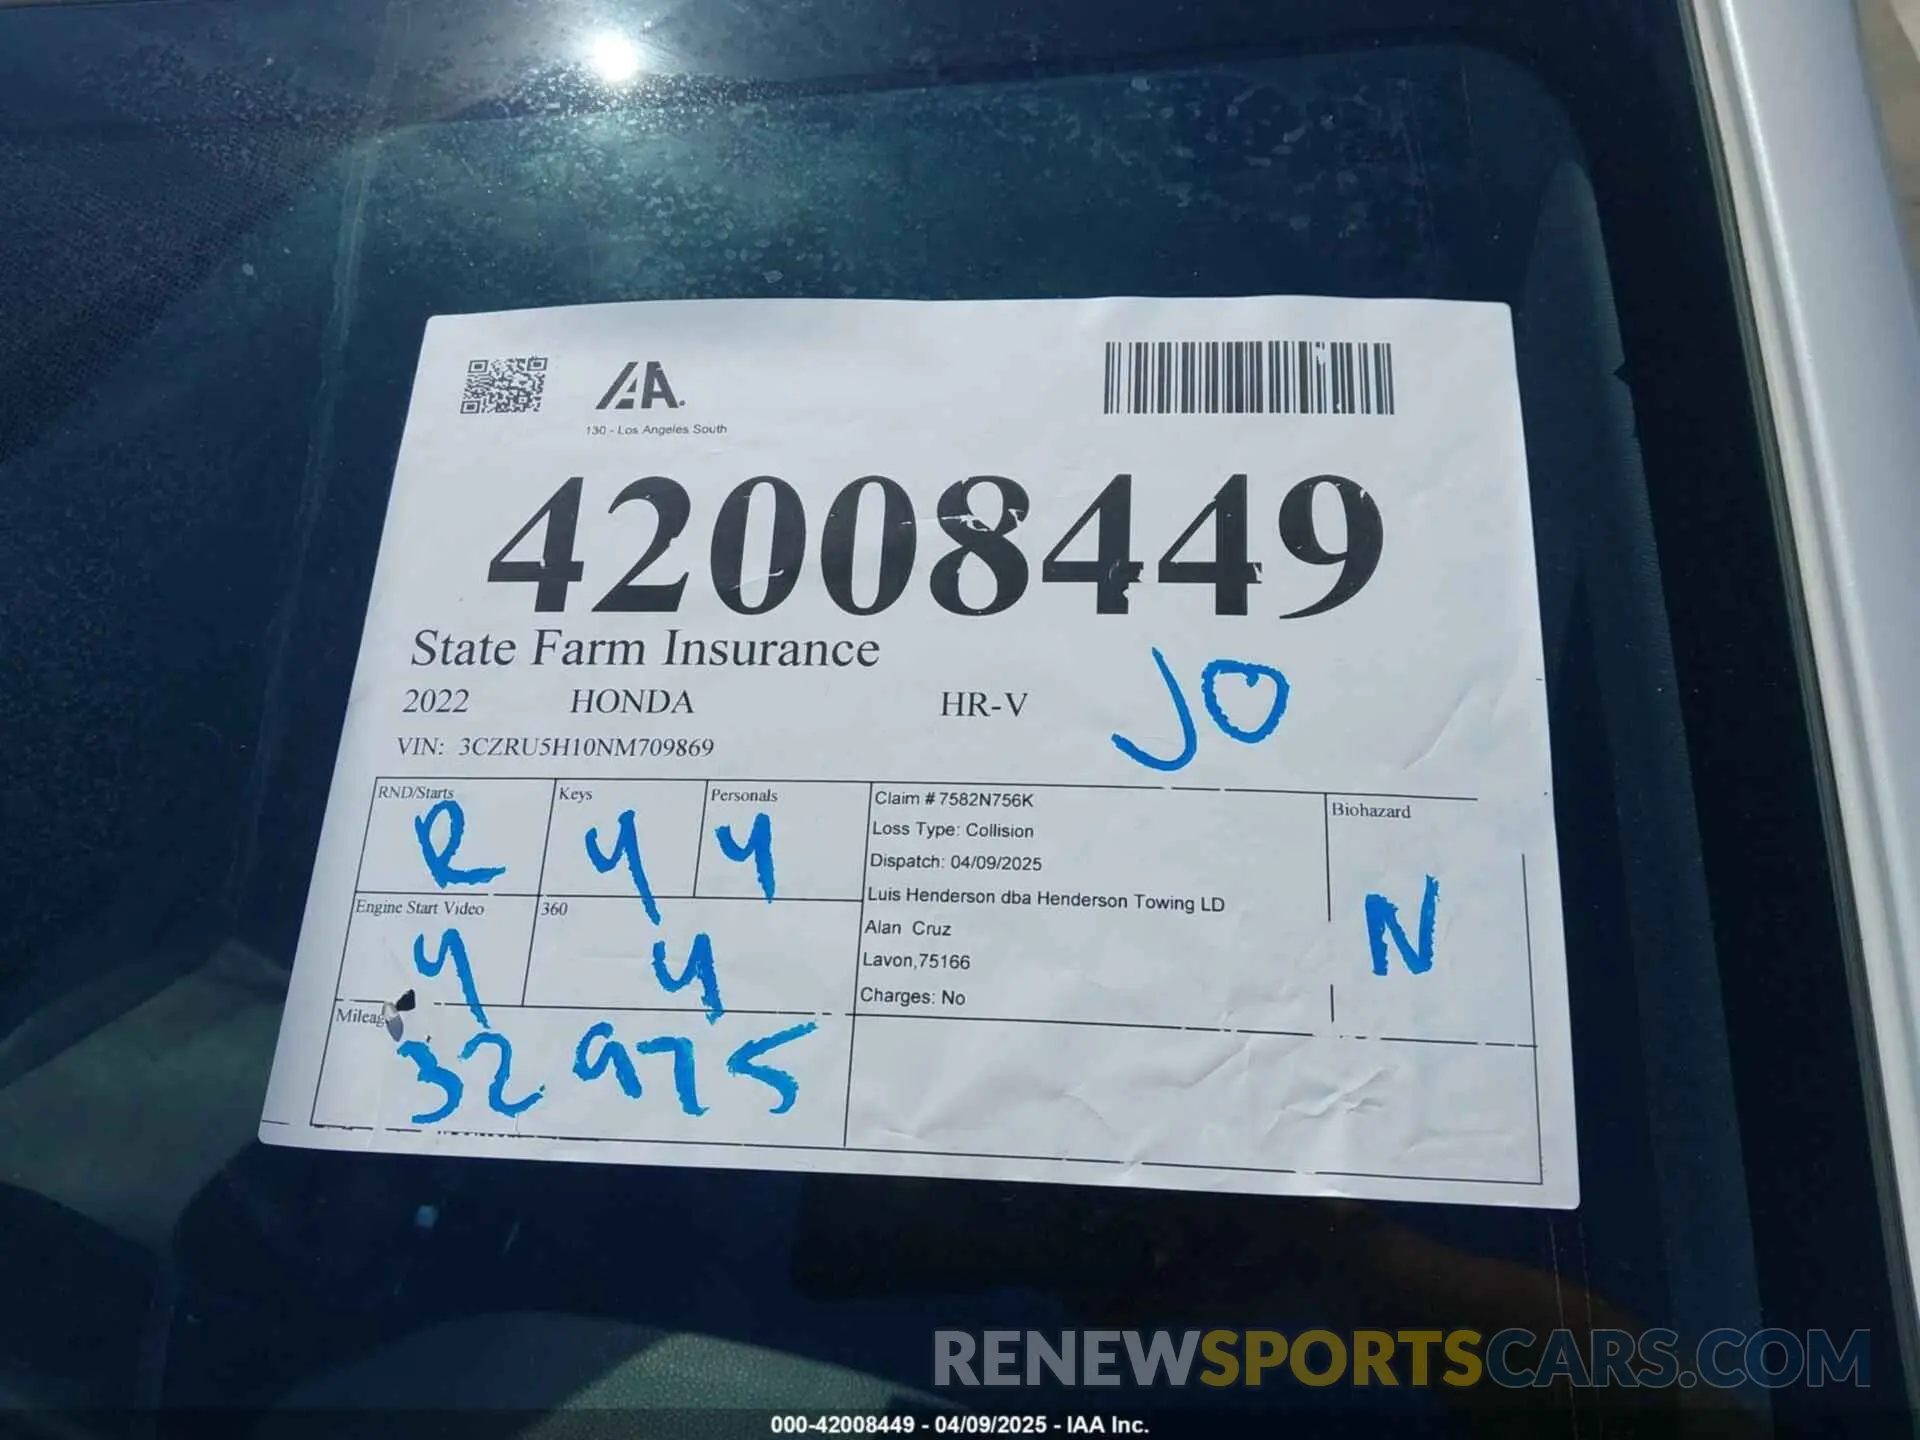 IAA.
130 - Los Angeles South
42008449
State Farm Insurance
2022 HONDA HR-V
JO
VIN: 3CZRU5H10NM709869
RND/Starts Keys Personals
R y y
Engine Start Video 360
y y
Mileag
32975
Claim # 7582N756K
Loss Type: Collision
Dispatch: 04/09/2025
Luis Henderson dba Henderson Towing LD
Alan Cruz
Lavon,75166
Charges: No
Biohazard
N
RENEWSPORTSCARS.COM
000-42008449 - 04/09/2025 - IAA Inc.